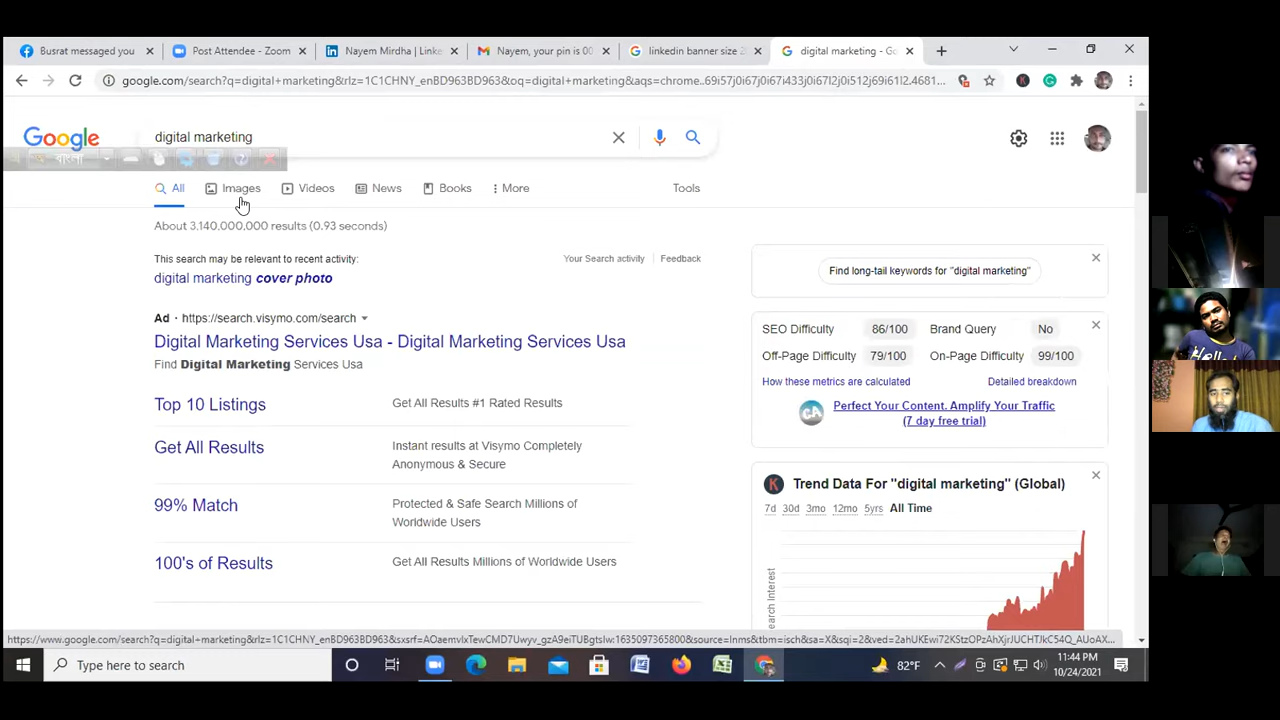 Busrat messaged you
Post Attendee - Zoom
Nayem Mirdha | Linke
Nayem, your pin is 00
linkedin banner size 2
digital marketing - Go
google.com/search?q=digital+marketing&rlz=1C1CHNY_enBD963BD963&oq=digital+marketing&aqs=chrome..69i57j0i67j0i67i433j0i67l2j0i512j69i61l2.4681...
Google
digital marketing
বাংলা
All
Images
Videos
News
Books
More
Tools
About 3,140,000,000 results (0.93 seconds)
This search may be relevant to recent activity:
Your Search activity
Feedback
digital marketing cover photo
Ad · https://search.visymo.com/search
Digital Marketing Services Usa - Digital Marketing Services Usa
Find Digital Marketing Services Usa
Top 10 Listings
Get All Results #1 Rated Results
Get All Results
Instant results at Visymo Completely
Anonymous & Secure
99% Match
Protected & Safe Search Millions of
Worldwide Users
100's of Results
Get All Results Millions of Worldwide Users
Find long-tail keywords for "digital marketing"
SEO Difficulty 86/100 Brand Query No
Off-Page Difficulty 79/100 On-Page Difficulty 99/100
How these metrics are calculated
Detailed breakdown
CA
Perfect Your Content. Amplify Your Traffic
(7 day free trial)
K
Trend Data For "digital marketing" (Global)
7d 30d 3mo 12mo 5yrs All Time
earch Interest
Type here to search
82°F
11:44 PM
10/24/2021
Hello